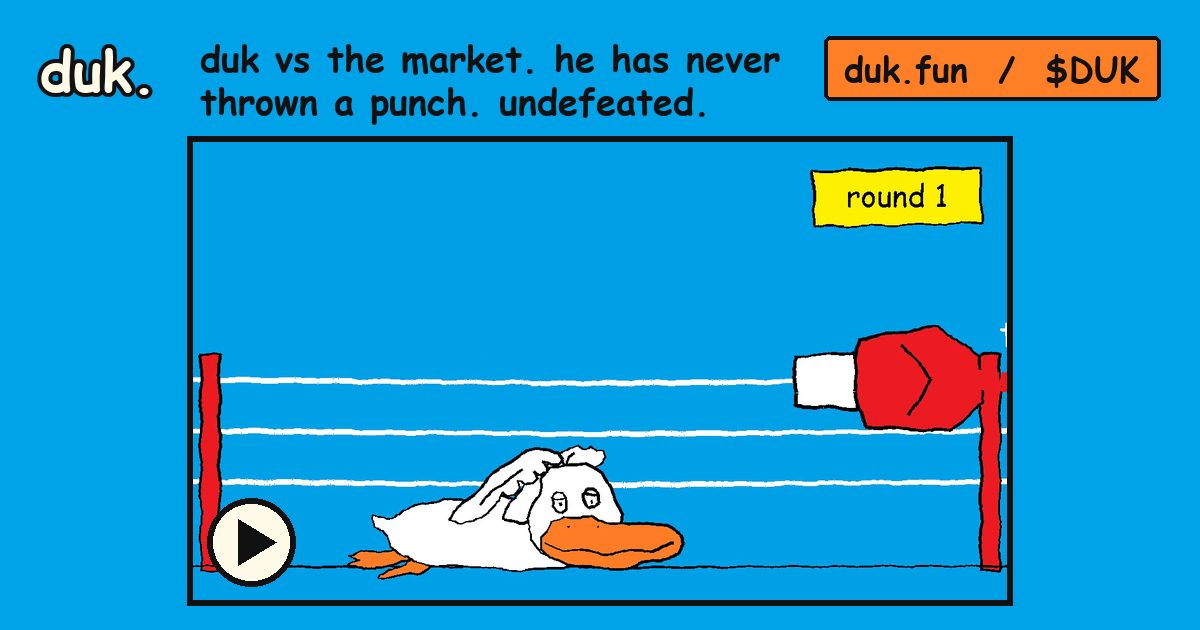 duk.
duk vs the market. he has never
thrown a punch. undefeated.
duk.fun / $DUK
round 1